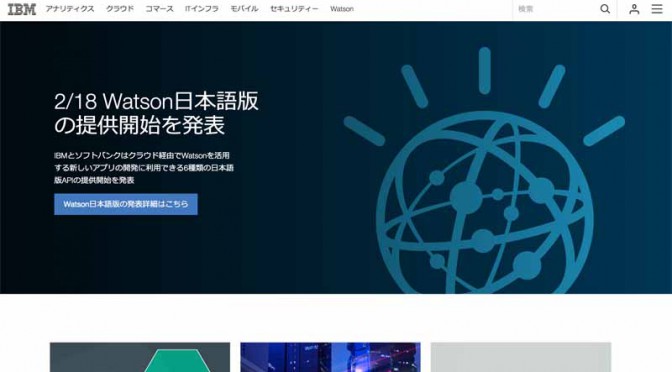 IBM アナリティクス クラウド コマース ITインフラ モバイル セキュリティー Watson 検索
2/18 Watson日本語版
の提供開始を発表
IBMとソフトバンクはクラウド経由でWatsonを活用
する新しいアプリの開発に利用できる6種類の日本語
版APIの提供開始を発表
Watson日本語版の発表詳細はこちら